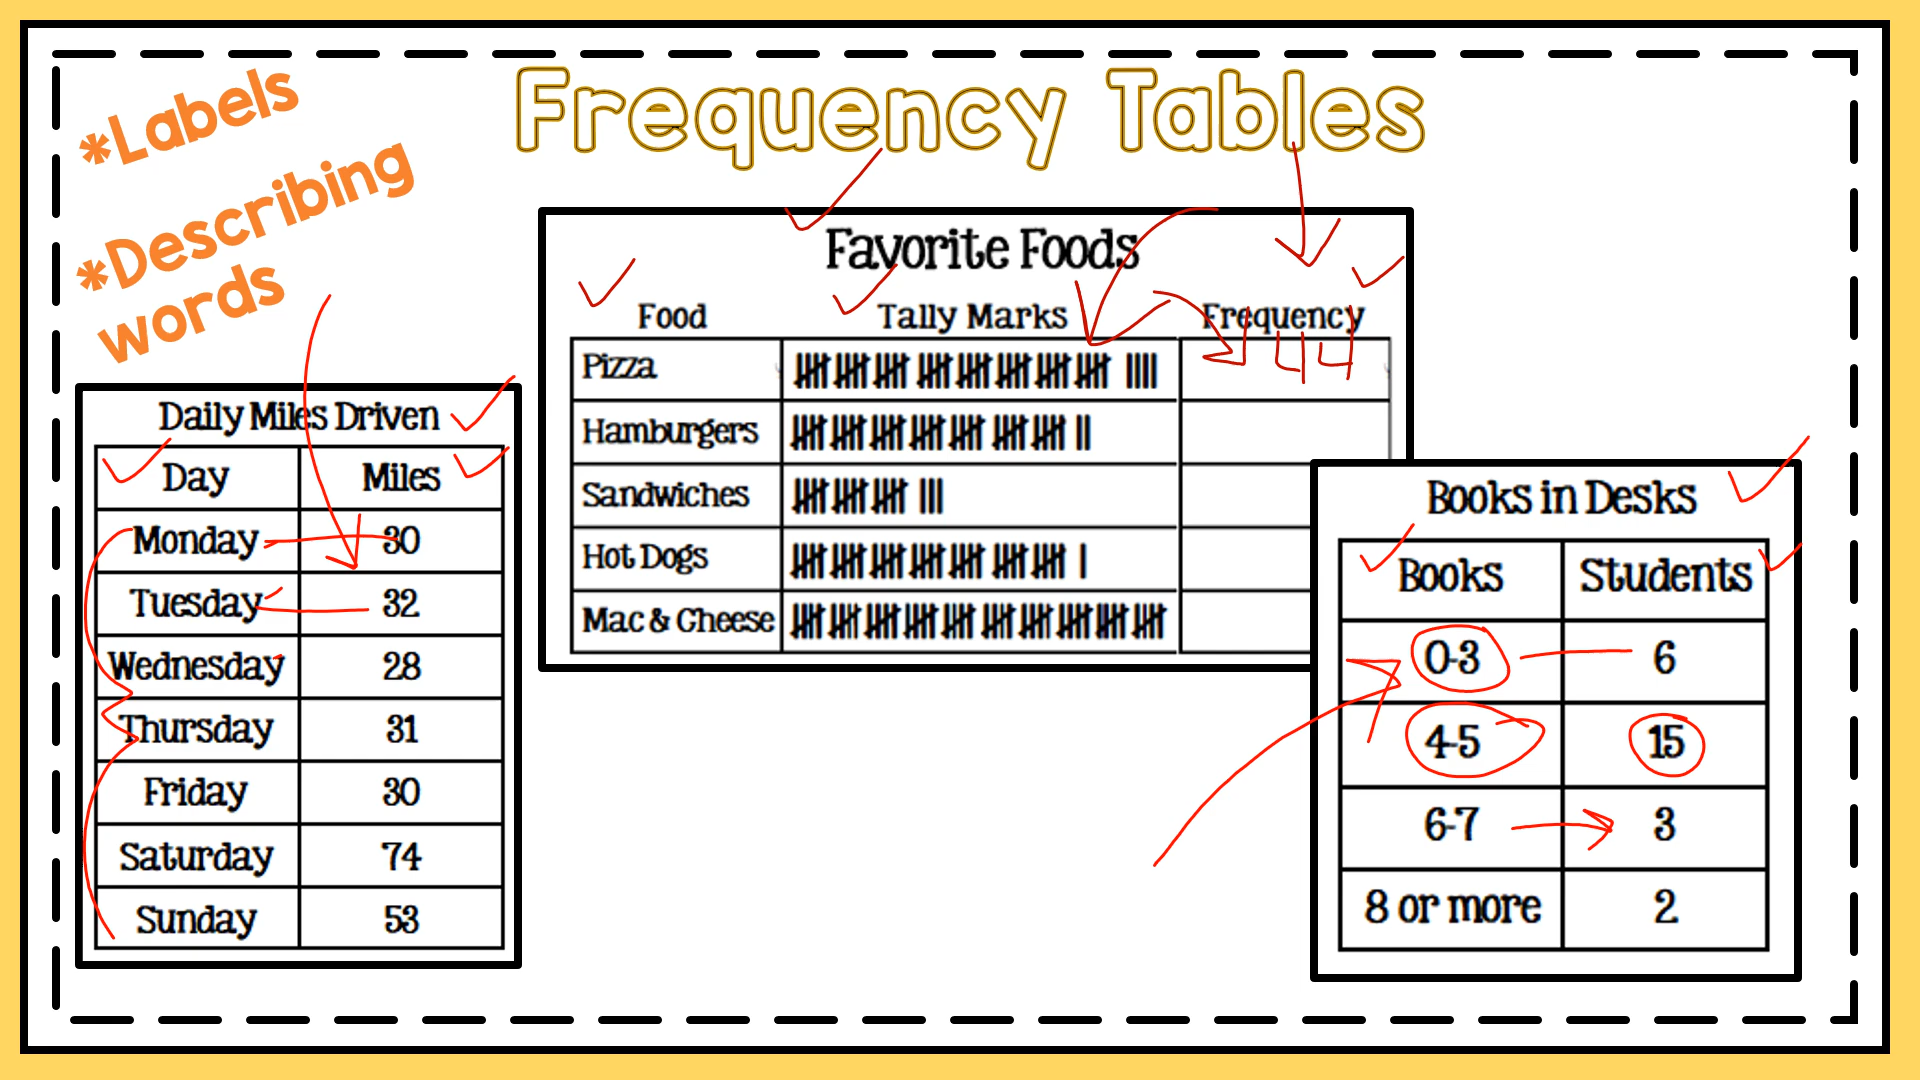 *Labels
*Describing
words
Frequency Tables
Daily Miles Driven
Day Miles
Monday 30
Tuesday 32
Wednesday 28
Thursday 31
Friday 30
Saturday 74
Sunday 53
Favorite Foods
Food Tally Marks Frequency
Pizza 44
Hamburgers
Sandwiches
Hot Dogs
Mac & Cheese
Books in Desks
Books Students
0-3 6
4-5 15
6-7 3
8 or more 2